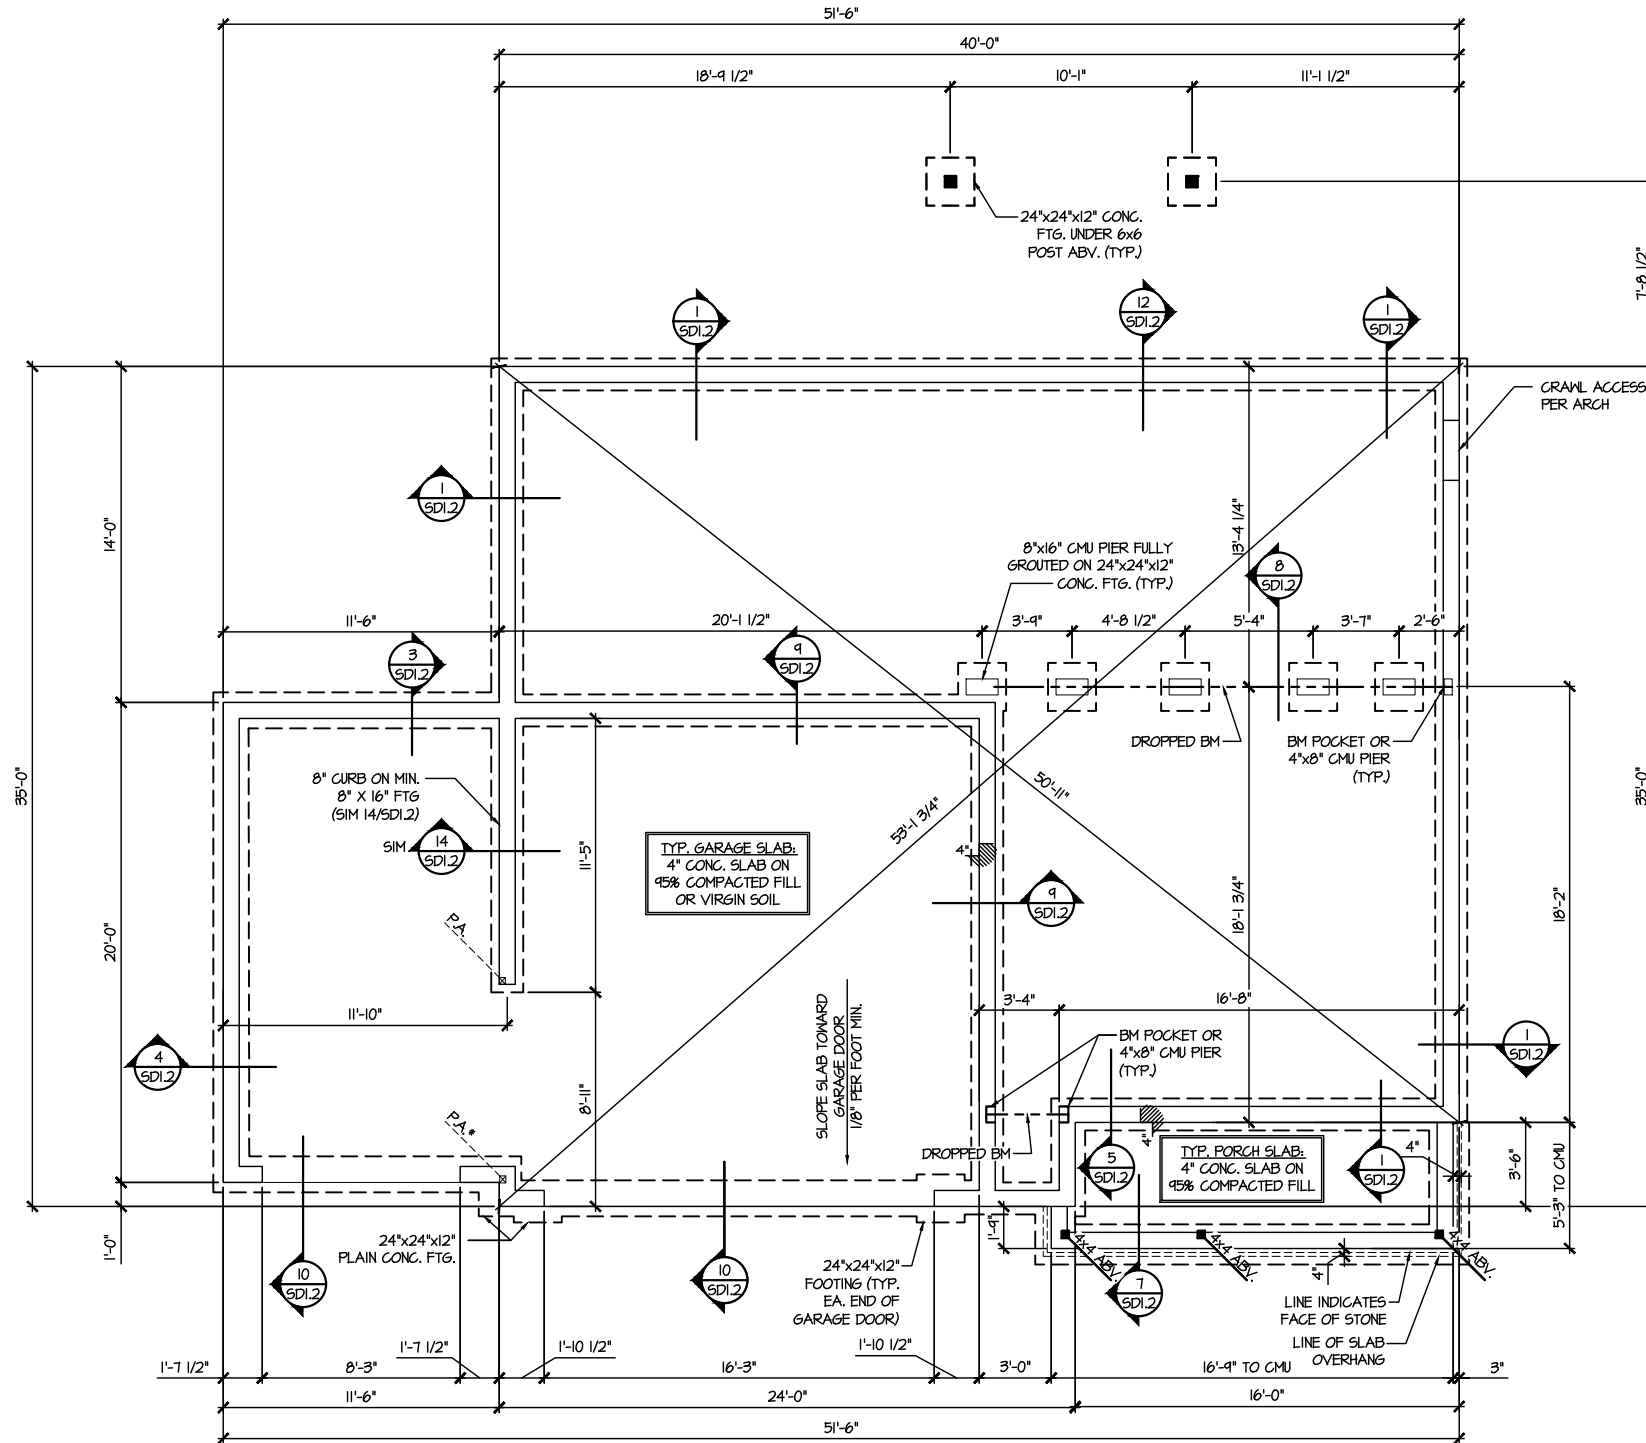 51'-6"
40'-0"
18'-9 1/2"
10'-1"
11'-1 1/2"
24"x24"x12" CONC.
FTG. UNDER 6x6
POST ABV. (TYP.)
7'-8 1/2"
1
SD1.2
12
SD1.2
1
SD1.2
CRAWL ACCESS
PER ARCH
1
SD1.2
14'-0"
13'-4 1/4"
8"x16" CMU PIER FULLY
GROUTED ON 24"x24"x12"
CONC. FTG. (TYP.)
8
SD1.2
11'-6"
20'-1 1/2"
3'-9"
4'-8 1/2"
5'-4"
3'-7"
2'-6"
3
SD1.2
9
SD1.2
DROPPED BM
BM POCKET OR
4"x8" CMU PIER
(TYP.)
35'-0"
35'-0"
8" CURB ON MIN.
8" X 16" FTG
(SIM 14/SD1.2)
SIM
14
SD1.2
11'-5"
TYP. GARAGE SLAB:
4" CONC. SLAB ON
95% COMPACTED FILL
OR VIRGIN SOIL
53'-1 3/4"
50'-11"
4"
9
SD1.2
18'-1 3/4"
18'-2"
20'-0"
P.A.
11'-10"
SLOPE SLAB TOWARD
GARAGE DOOR
1/8" PER FOOT MIN.
3'-4"
16'-8"
BM POCKET OR
4"x8" CMU PIER
(TYP.)
1
SD1.2
4
SD1.2
8'-11"
P.A.*
DROPPED BM
4"
5
SD1.2
TYP. PORCH SLAB:
4" CONC. SLAB ON
95% COMPACTED FILL
1
SD1.2
4"
3'-6"
5'-3" TO CMU
1'-0"
24"x24"x12"
PLAIN CONC. FTG.
1'-9"
4x4 ABV.
4x4 ABV.
4x4 ABV.
4"
10
SD1.2
10
SD1.2
24"x24"x12"
FOOTING (TYP.
EA. END OF
GARAGE DOOR)
7
SD1.2
LINE INDICATES
FACE OF STONE
LINE OF SLAB
OVERHANG
1'-7 1/2"
8'-3"
1'-7 1/2"
1'-10 1/2"
16'-3"
1'-10 1/2"
3'-0"
16'-9" TO CMU
3"
11'-6"
24'-0"
16'-0"
51'-6"